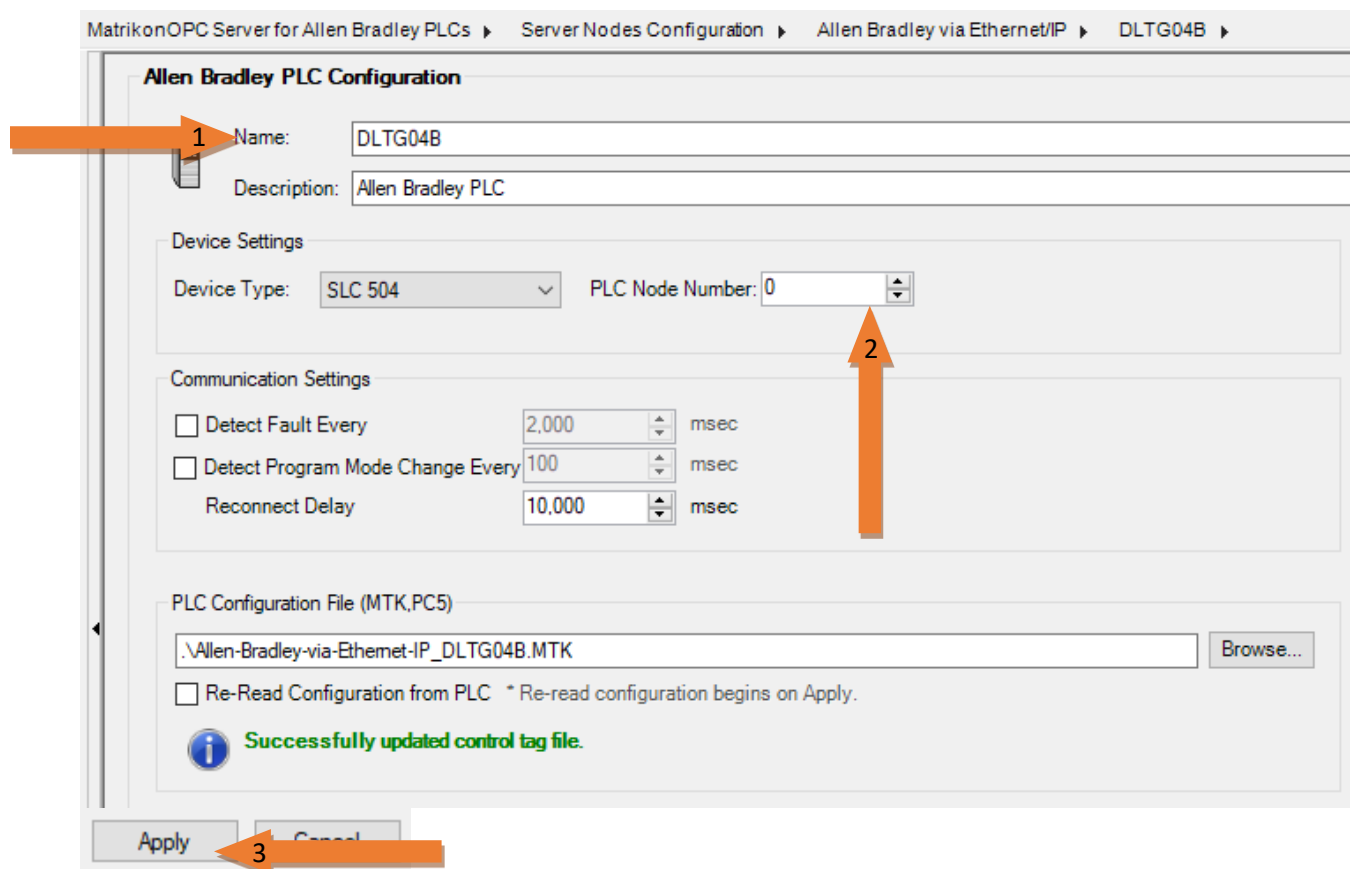 MatrikonOPC Server for Allen Bradley PLCs Server Nodes Configuration Allen Bradley via Ethernet/IP DLTG04B
Allen Bradley PLC Configuration
1 Name: DLTG04B
Description: Allen Bradley PLC
Device Settings
Device Type: SLC 504 PLC Node Number: 0
2
Communication Settings
Detect Fault Every 2,000 msec
Detect Program Mode Change Every 100 msec
Reconnect Delay 10,000 msec
PLC Configuration File (MTK,PC5)
.\Allen-Bradley-via-Ethernet-IP_DLTG04B.MTK Browse...
Re-Read Configuration from PLC * Re-read configuration begins on Apply.
Successfully updated control tag file.
Apply 3 Cancel